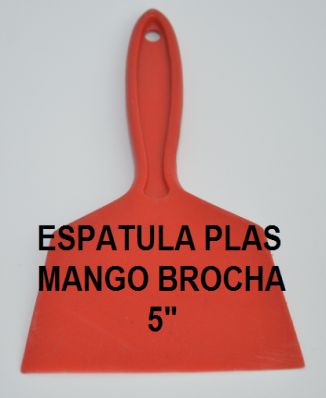 ESPATULA PLAS
MANGO BROCHA
5"